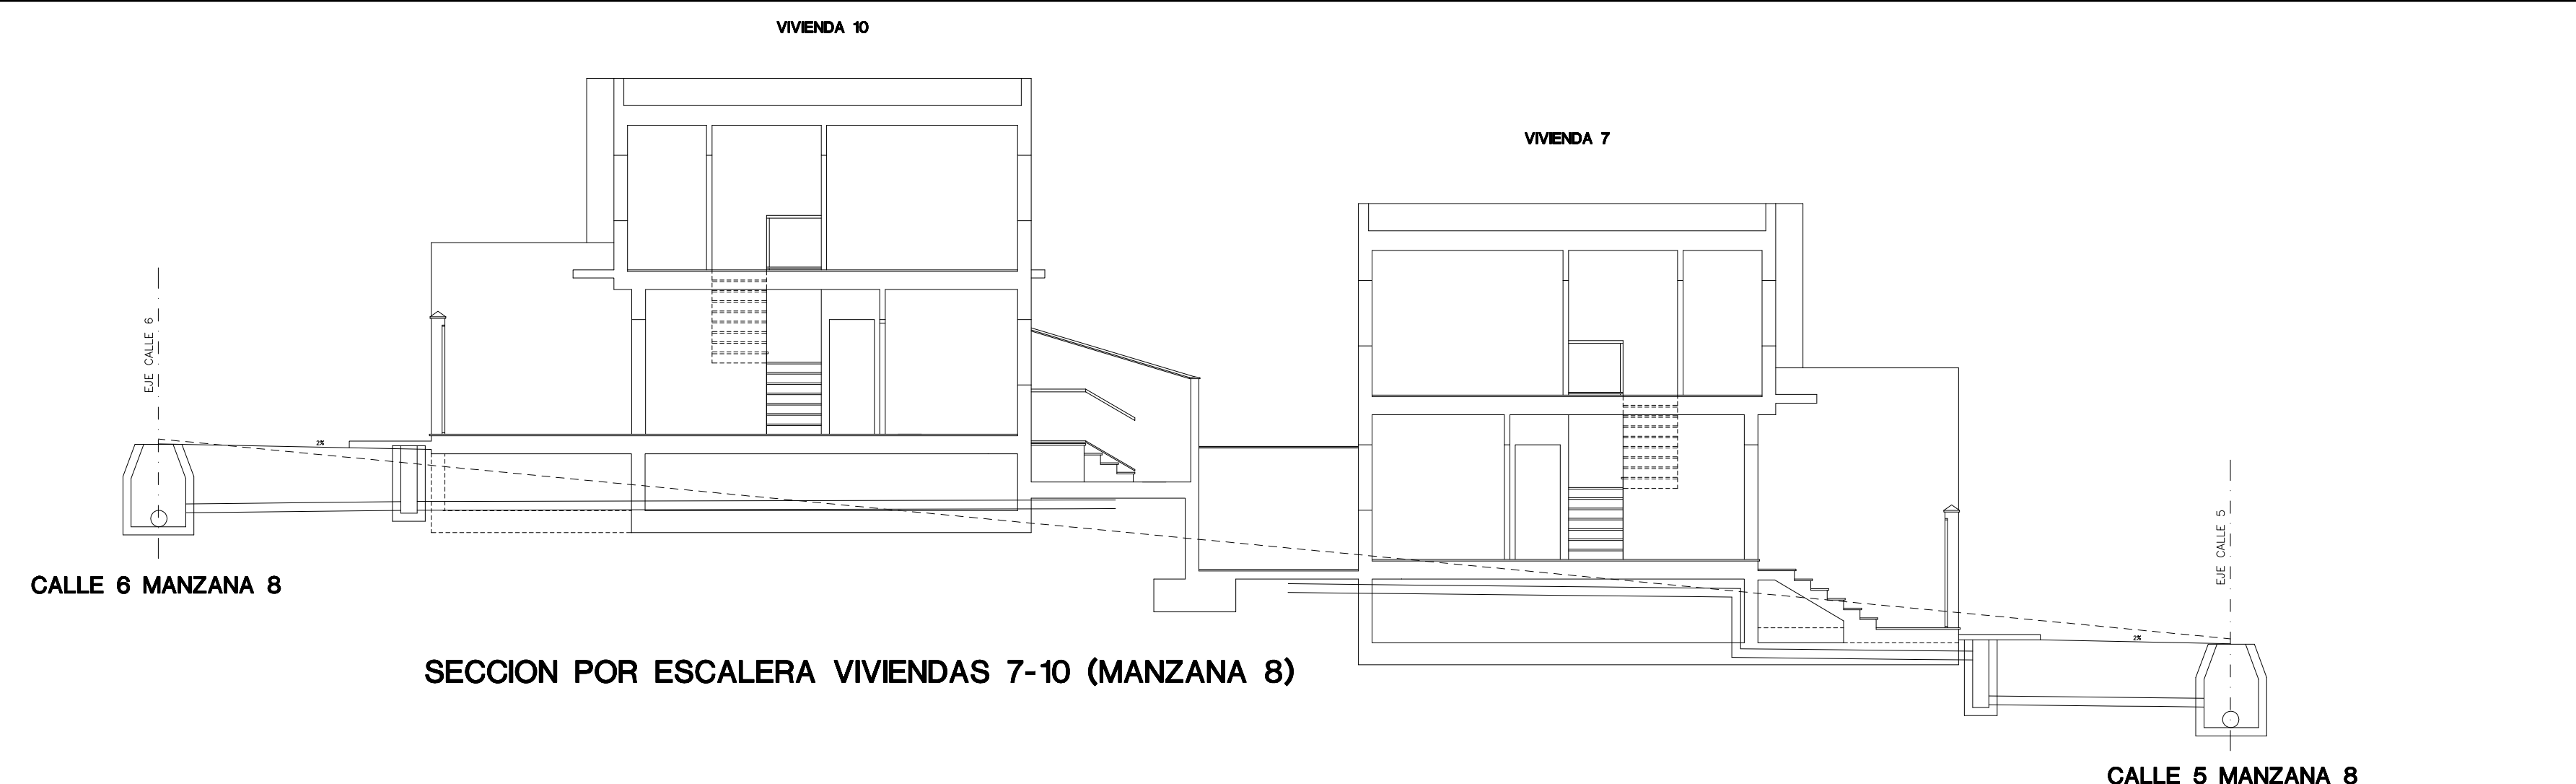 VIVIENDA 10
VIVIENDA 7
EJE CALLE 6
2%
CALLE 6 MANZANA 8
SECCION POR ESCALERA VIVIENDAS 7-10 (MANZANA 8)
EJE CALLE 5
2%
CALLE 5 MANZANA 8